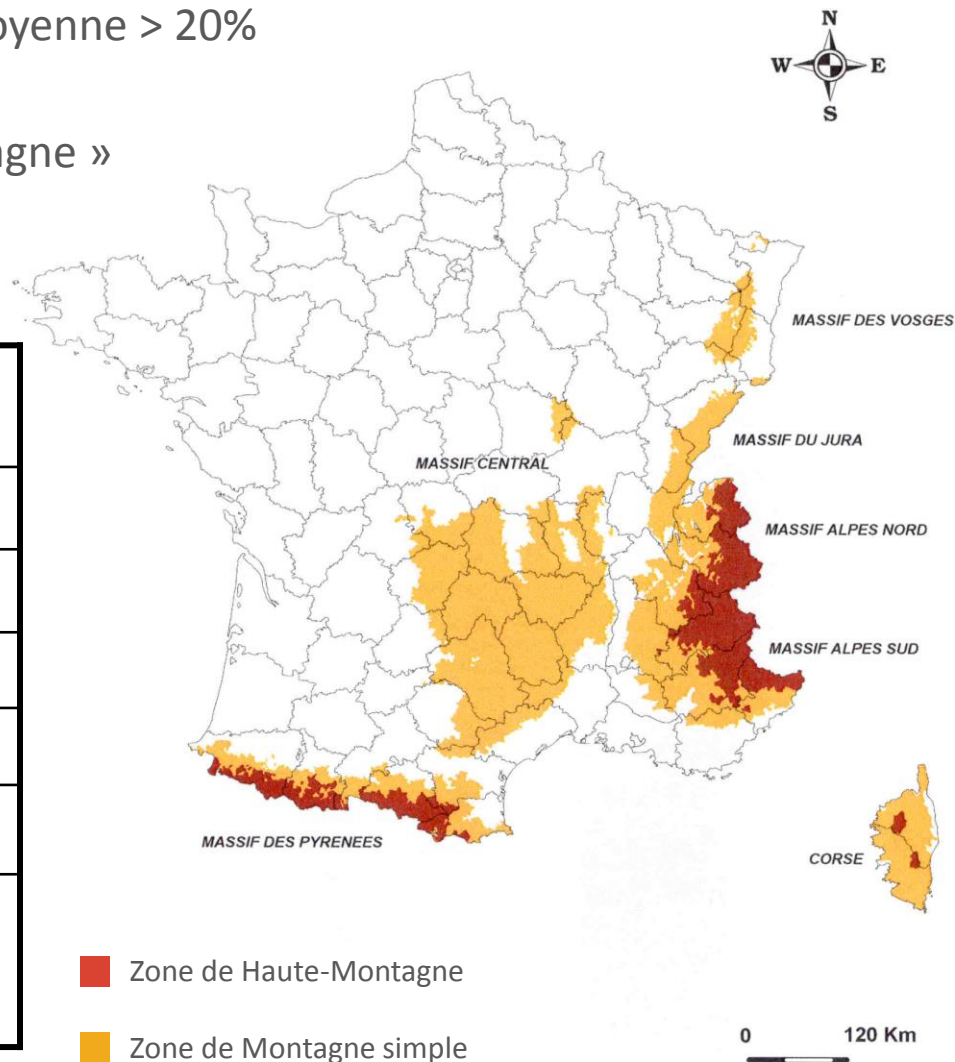 oyenne > 20%
agne »
N
W E
S
MASSIF DES VOSGES
MASSIF DU JURA
MASSIF CENTRAL
MASSIF ALPES NORD
MASSIF ALPES SUD
MASSIF DES PYRENEES
CORSE
Zone de Haute-Montagne
Zone de Montagne simple
0 120 Km